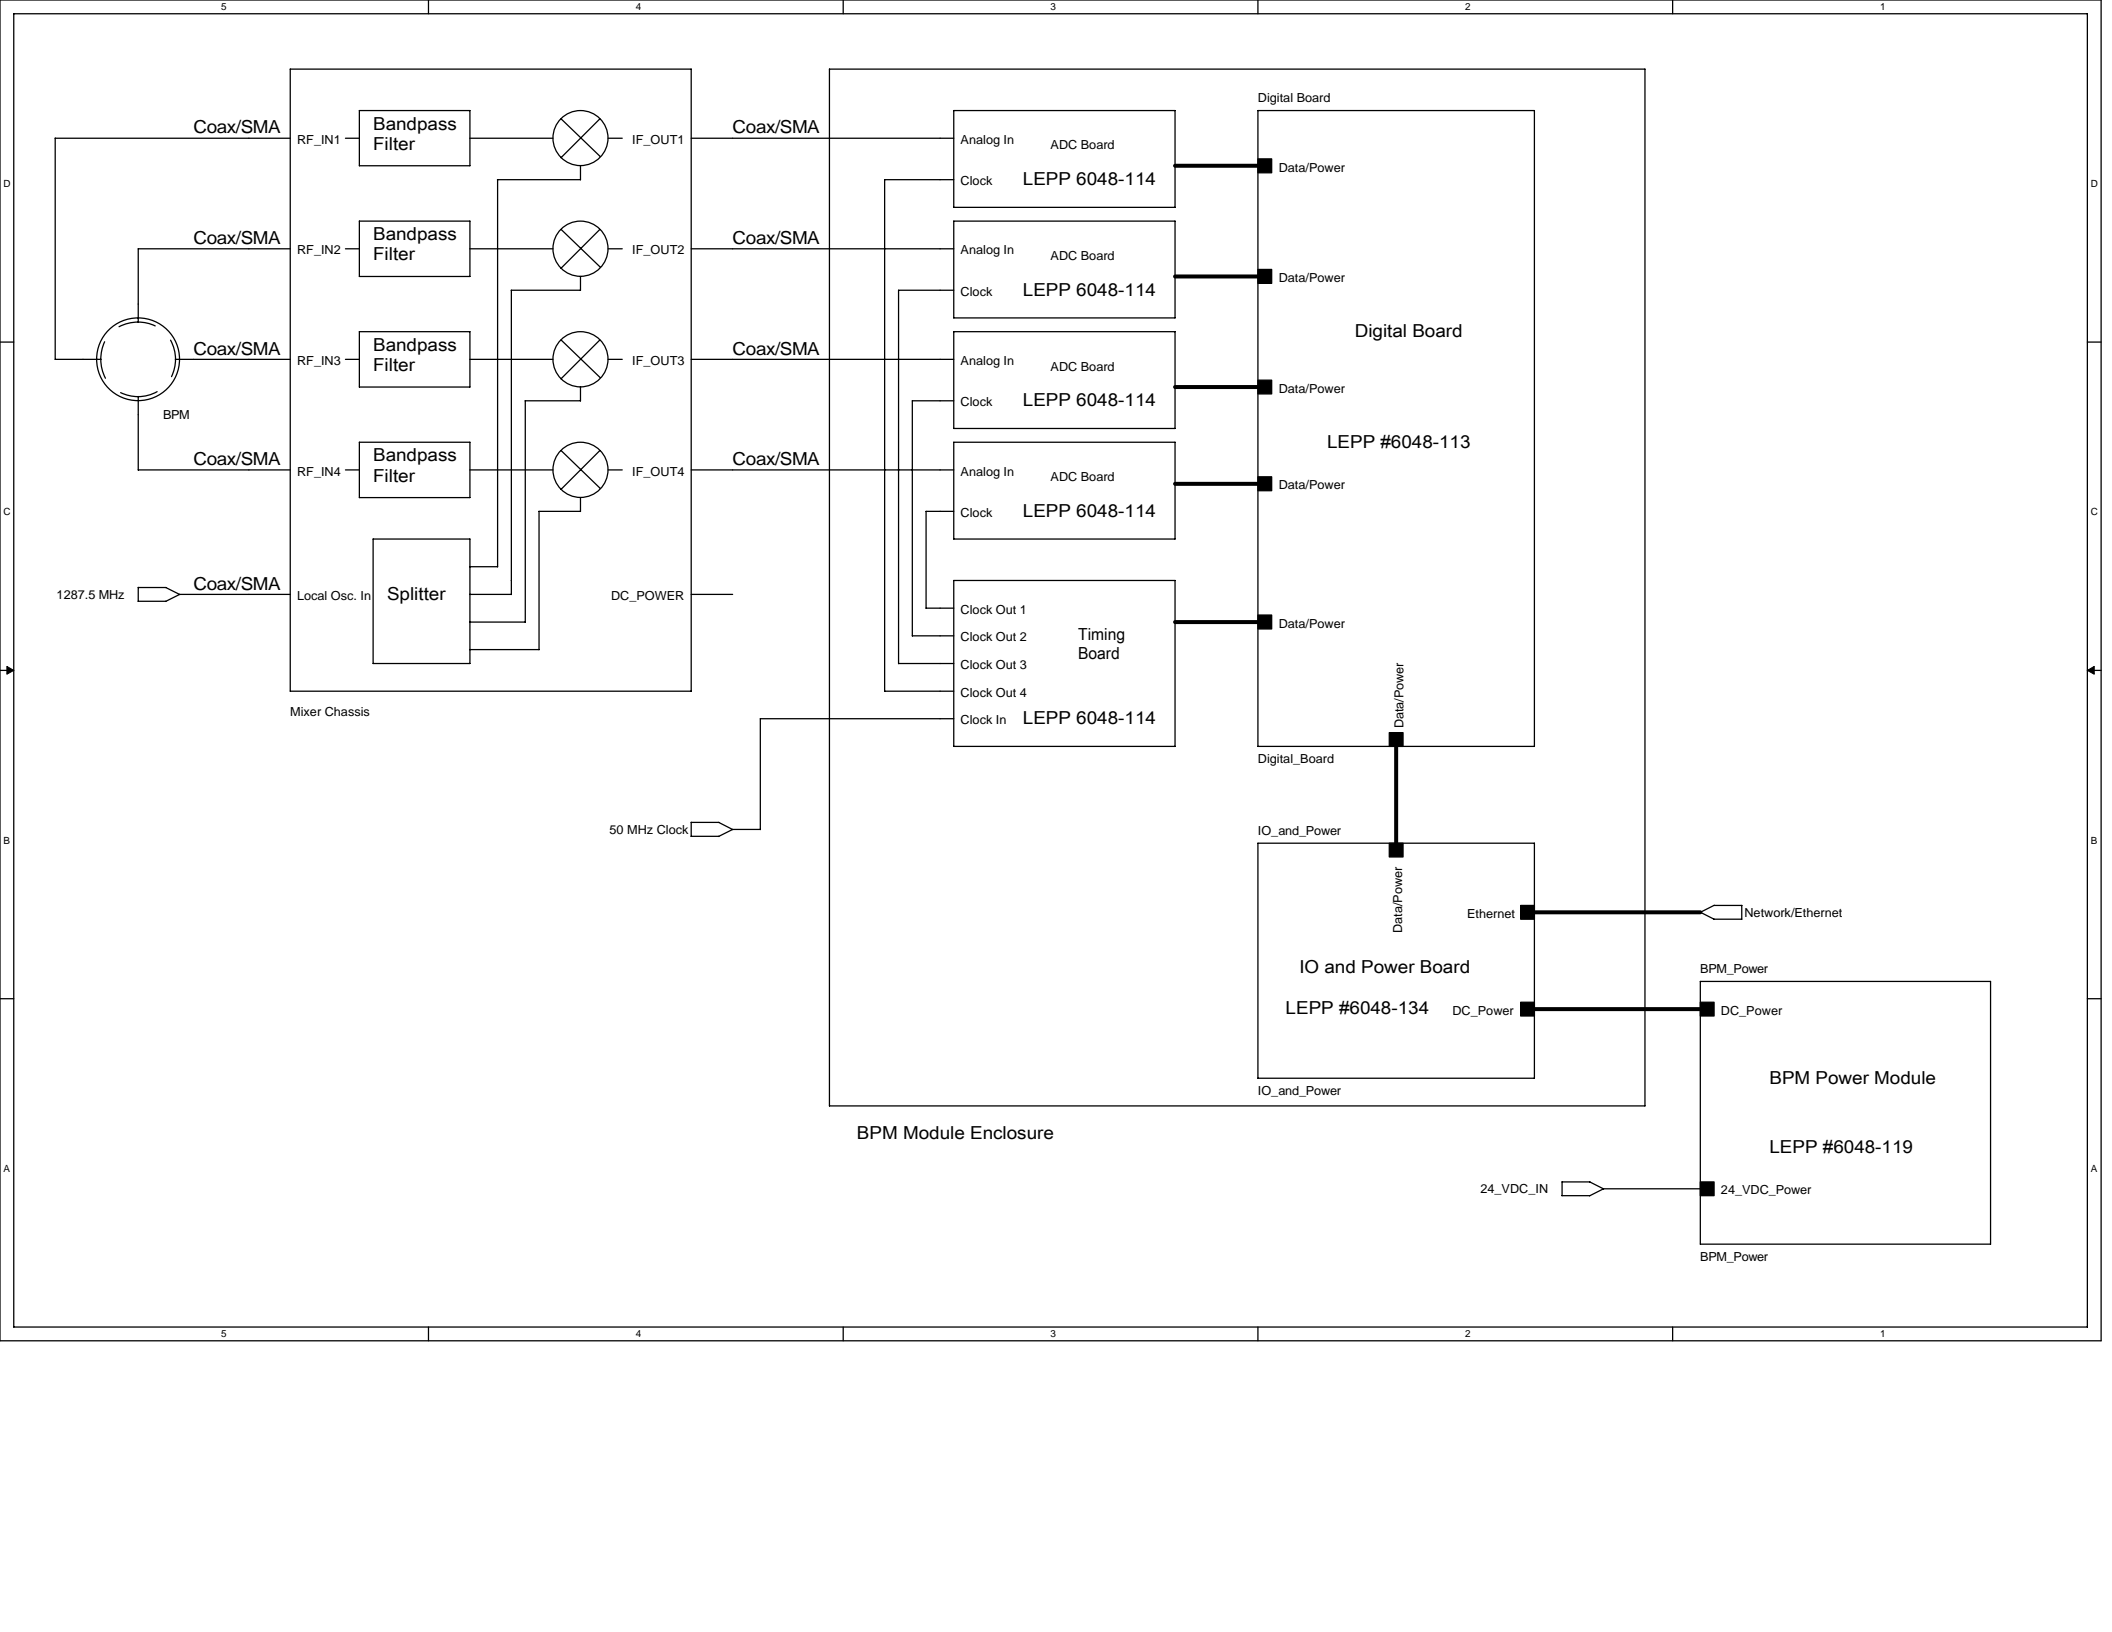 5 4 3 2 1
Digital Board
Coax/SMA RF_IN1 Bandpass
Filter IF_OUT1 Coax/SMA Analog In ADC Board
Clock LEPP 6048-114 Data/Power
D D
Coax/SMA RF_IN2 Bandpass
Filter IF_OUT2 Coax/SMA Analog In ADC Board
Clock LEPP 6048-114 Data/Power
Digital Board
Coax/SMA RF_IN3 Bandpass
Filter IF_OUT3 Coax/SMA Analog In ADC Board
Clock LEPP 6048-114 Data/Power
BPM
LEPP #6048-113
Coax/SMA RF_IN4 Bandpass
Filter IF_OUT4 Coax/SMA Analog In ADC Board
Clock LEPP 6048-114 Data/Power
C C
1287.5 MHz Coax/SMA Local Osc. In Splitter DC_POWER
Clock Out 1
Clock Out 2 Timing
Board Data/Power
Clock Out 3
Clock Out 4
Clock In LEPP 6048-114
Data/Power
Mixer Chassis
Digital_Board
50 MHz Clock
IO_and_Power
B B
Data/Power
Ethernet Network/Ethernet
IO and Power Board
LEPP #6048-134 DC_Power
BPM_Power
DC_Power
BPM Power Module
IO_and_Power
BPM Module Enclosure
LEPP #6048-119
A A
24_VDC_IN 24_VDC_Power
BPM_Power
5 4 3 2 1